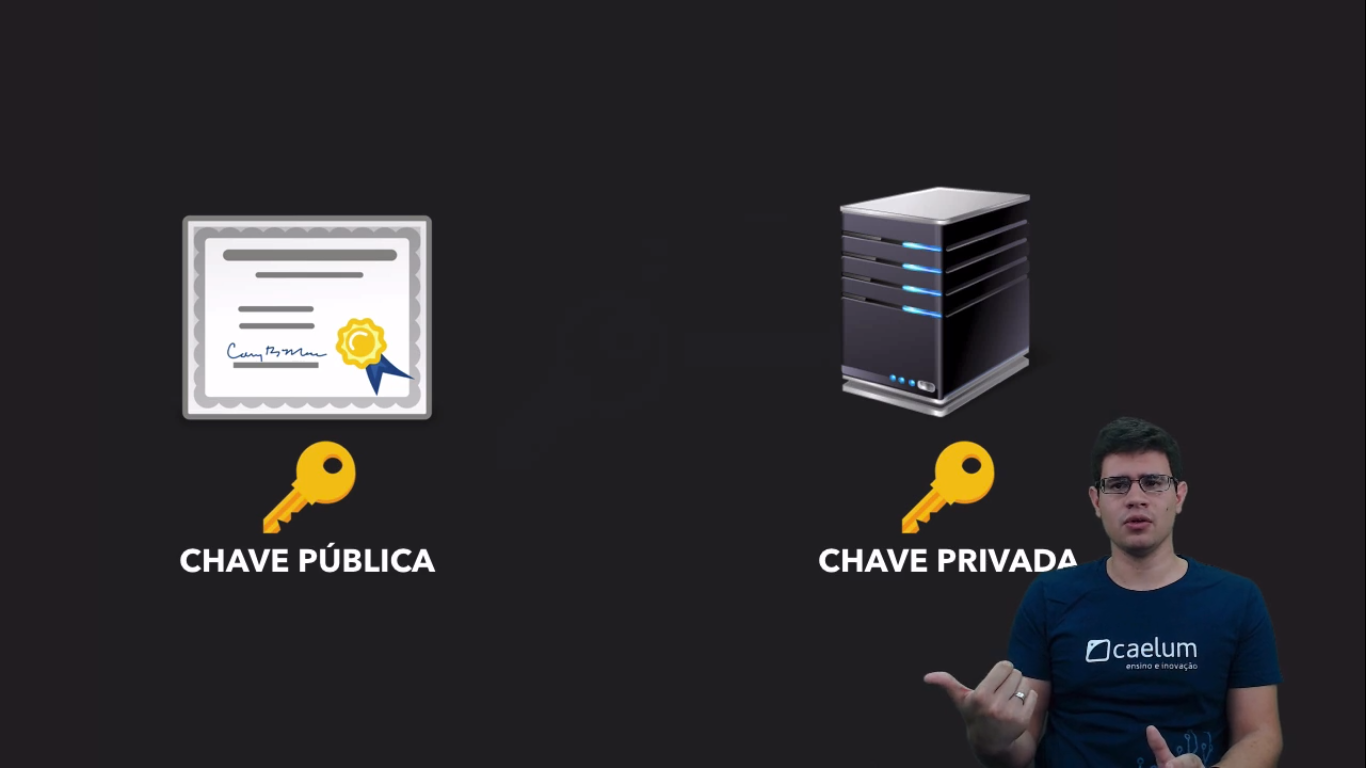 CHAVE PÚBLICA
CHAVE PRIVADA
caelum
ensino e inovação